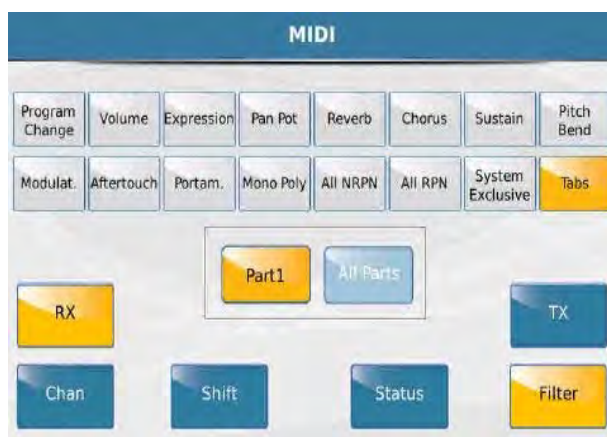 MIDI
Program Change Volume Expression Pan Pot Reverb Chorus Sustain Pitch Bend
Modulat. Aftertouch Portam. Mono Poly All NRPN All RPN System Exclusive Tabs
Part1 All Parts
RX TX
Chan Shift Status Filter